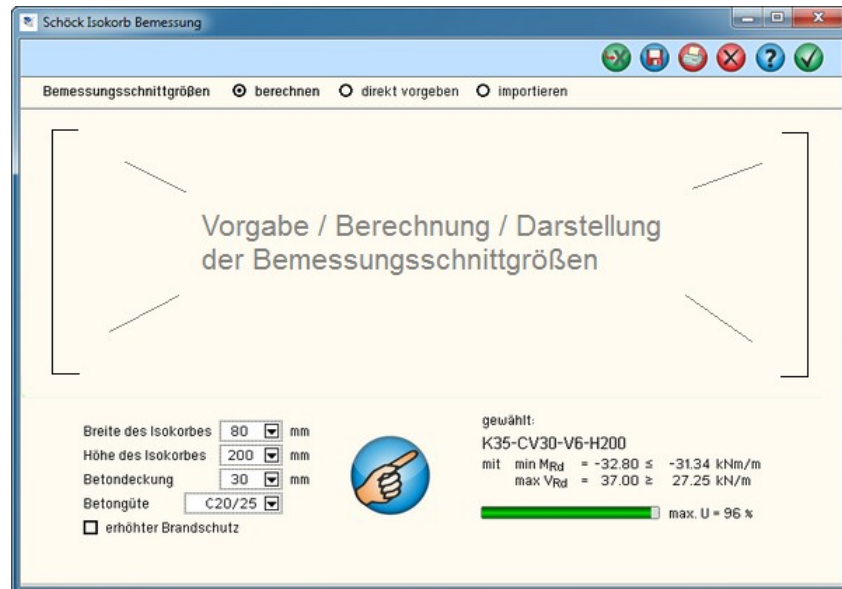 Schöck Isokorb Bemessung
Bemessungsschnittgrößen berechnen direkt vorgeben importieren
Vorgabe / Berechnung / Darstellung
der Bemessungsschnittgrößen
Breite des Isokorbes 80 mm
Höhe des Isokorbes 200 mm
Betondeckung 30 mm
Betongüte C20/25
erhöhter Brandschutz
gewählt:
K35-CV30-V6-H200
mit min MRd = -32.80 ≤ -31.34 kNm/m
max VRd = 37.00 ≥ 27.25 kN/m
max. U = 96 %